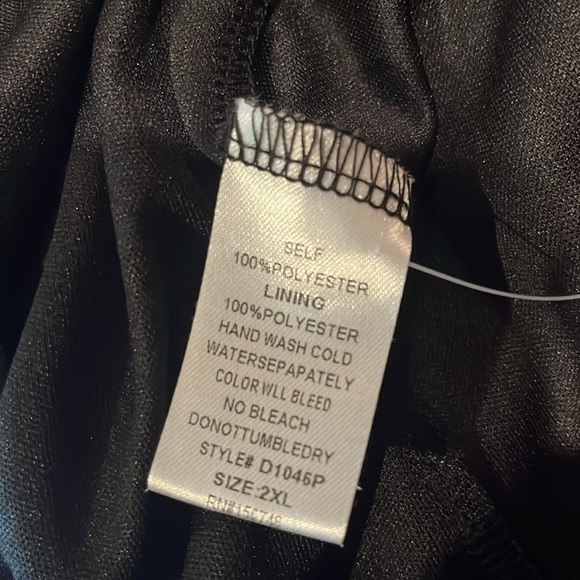 SELF
100%POLYESTER
LINING
100%POLYESTER
HAND WASH COLD
WATERSEPAPATELY
COLOR WLL BLEED
NO BLEACH
DONOTTUMBLEDRY
STYLE# D1046P
SIZE:2XL